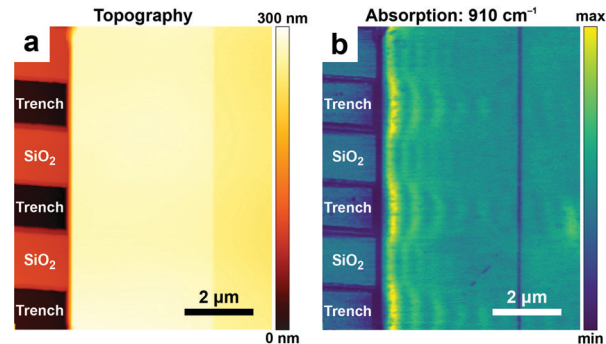 Topography
a
300 nm
Trench
SiO₂
Trench
SiO₂
Trench
2 μm
0 nm
Absorption: 910 cm⁻¹
b
max
Trench
SiO₂
Trench
SiO₂
Trench
2 μm
min